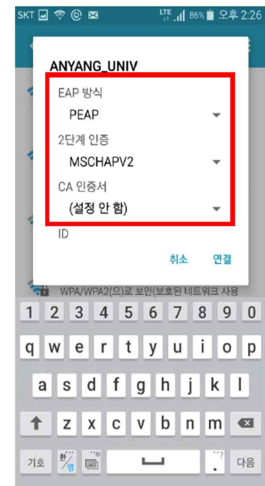 SKT LTE 86% 오후 2:26
ANYANG_UNIV
EAP 방식
PEAP
2단계 인증
MSCHAPV2
CA 인증서
(설정 안 함)
ID
취소 연결
WPA/WPA2(으)로 보안(보호된 네트워크 사용
1 2 3 4 5 6 7 8 9 0
q w e r t y u i o p
a s d f g h j k l
z x c v b n m
기호 한/영 .,? 다음